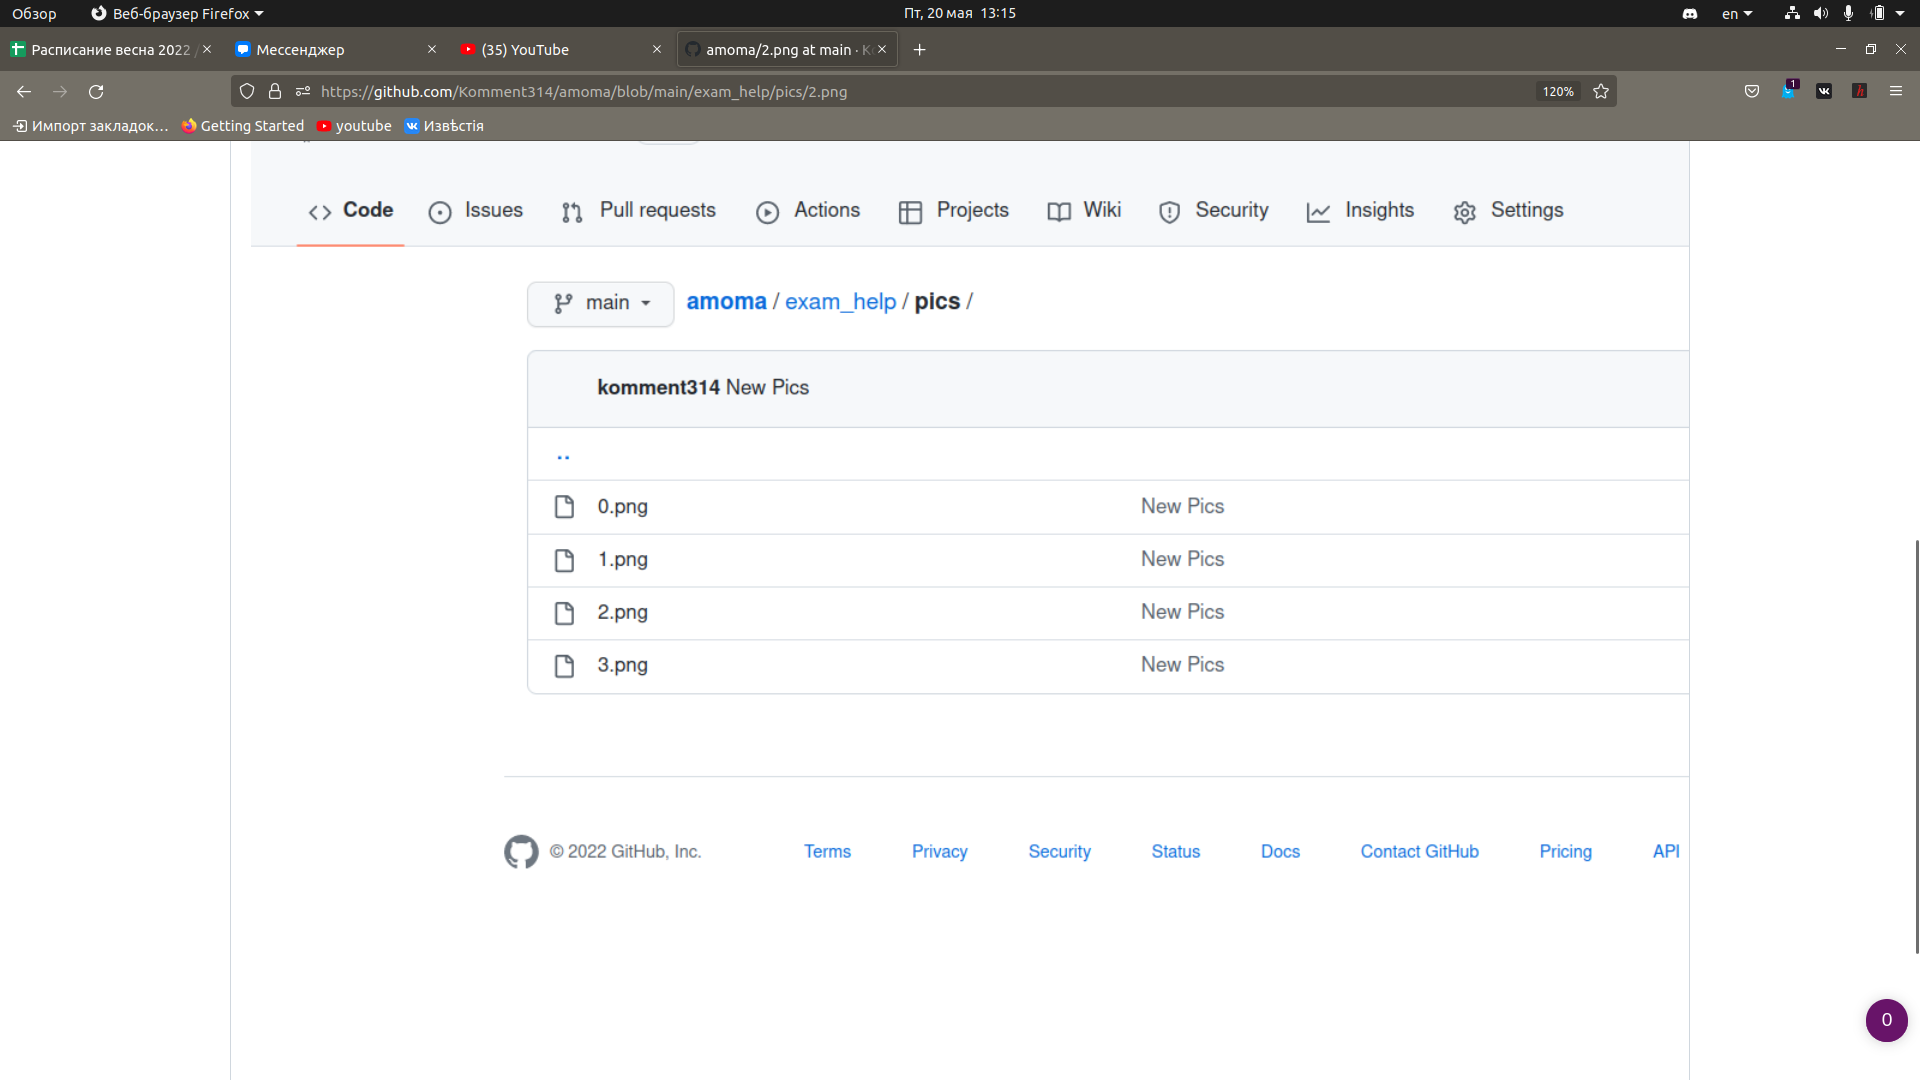 Обзор Веб-браузер Firefox Пт, 20 мая 13:15 en
Расписание весна 2022 Мессенджер (35) YouTube amoma/2.png at main ·
https://github.com/Komment314/amoma/blob/main/exam_help/pics/2.png 120% 1
Импорт закладок... Getting Started youtube Извѣстія
Code Issues Pull requests Actions Projects Wiki Security Insights Settings
main amoma / exam_help / pics /
komment314 New Pics
..
0.png New Pics
1.png New Pics
2.png New Pics
3.png New Pics
© 2022 GitHub, Inc. Terms Privacy Security Status Docs Contact GitHub Pricing API
0